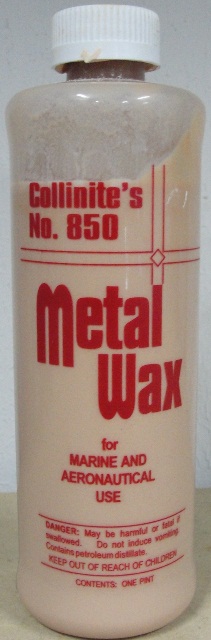 Collinite's
No. 850
Metal
Wax
for
MARINE AND
AERONAUTICAL
USE
DANGER: May be harmful or fatal if
swallowed. Do not induce vomiting.
Contains petroleum distillate.
KEEP OUT OF REACH OF CHILDREN
CONTENTS: ONE PINT